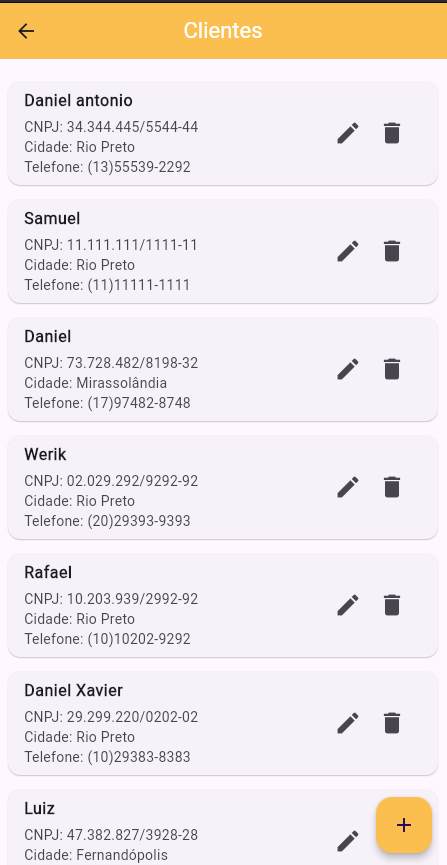 Clientes
Daniel antonio
CNPJ: 34.344.445/5544-44
Cidade: Rio Preto
Telefone: (13)55539-2292
Samuel
CNPJ: 11.111.111/1111-11
Cidade: Rio Preto
Telefone: (11)11111-1111
Daniel
CNPJ: 73.728.482/8198-32
Cidade: Mirassolândia
Telefone: (17)97482-8748
Werik
CNPJ: 02.029.292/9292-92
Cidade: Rio Preto
Telefone: (20)29393-9393
Rafael
CNPJ: 10.203.939/2992-92
Cidade: Rio Preto
Telefone: (10)10202-9292
Daniel Xavier
CNPJ: 29.299.220/0202-02
Cidade: Rio Preto
Telefone: (10)29383-8383
Luiz
CNPJ: 47.382.827/3928-28
Cidade: Fernandópolis